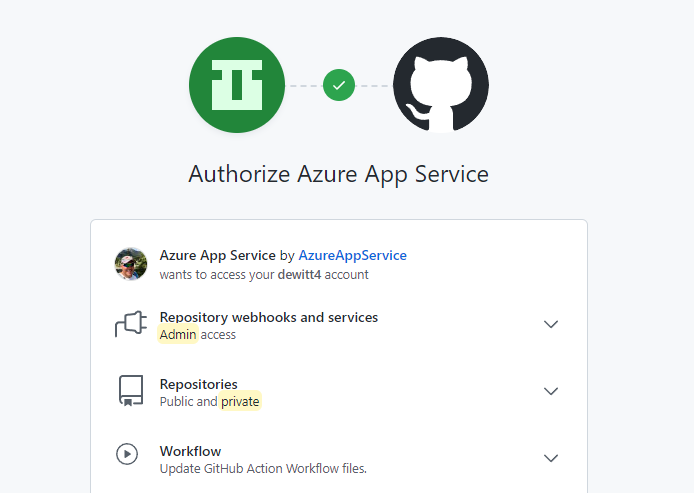 Authorize Azure App Service
Azure App Service by AzureAppService
wants to access your dewitt4 account
Repository webhooks and services
Admin access
Repositories
Public and private
Workflow
Update GitHub Action Workflow files.